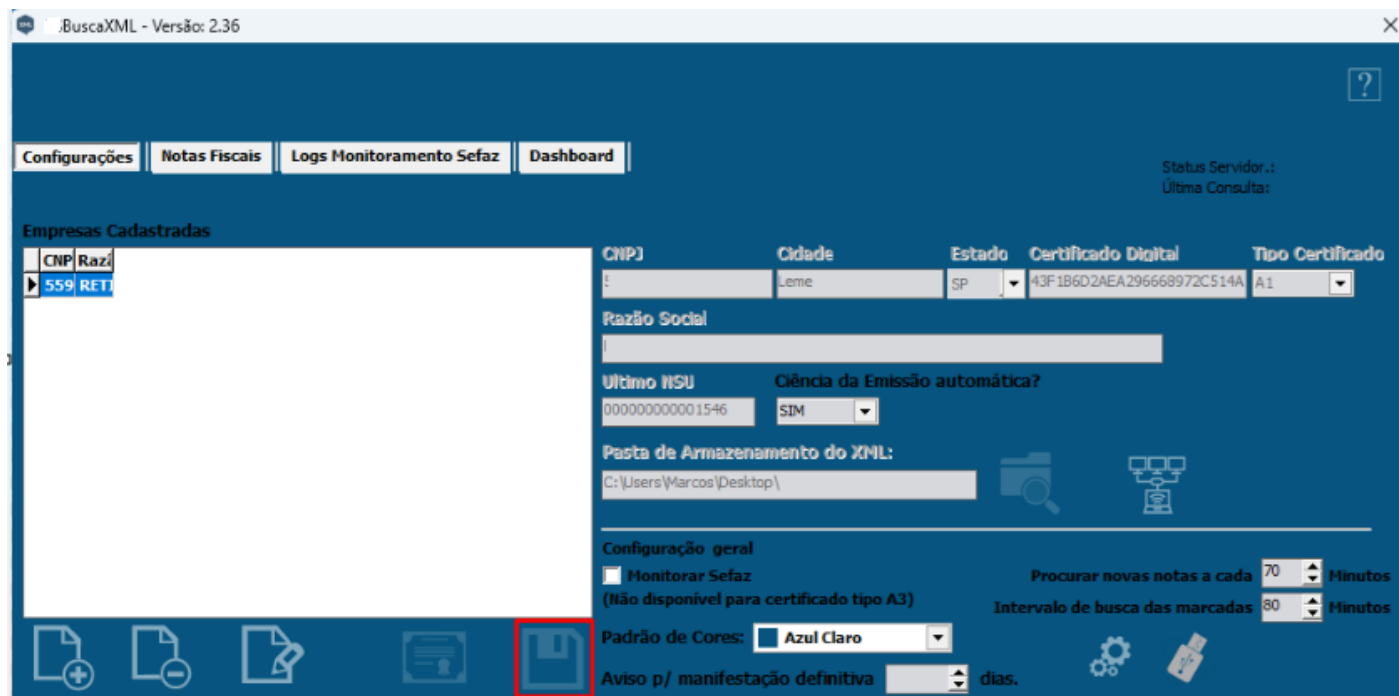 BuscaXML - Versão: 2.36
?
Configurações Notas Fiscais Logs Monitoramento Sefaz Dashboard
Status Servidor.:
Última Consulta:
Empresas Cadastradas
CNP Razã
559 RETI
CNPJ Cidade Estado Certificado Digital Tipo Certificado
Leme SP 43F1B6D2AEA296668972C514A A1
Razão Social
Ultimo NSU Ciência da Emissão automática?
000000000001546 SIM
Pasta de Armazenamento do XML:
C:\Users\Marcos\Desktop\
Configuração geral
Monitorar Sefaz Procurar novas notas a cada 70 Minutos
(Não disponível para certificado tipo A3) Intervalo de busca das marcadas 80 Minutos
Padrão de Cores: Azul Claro
Aviso p/ manifestação definitiva dias.